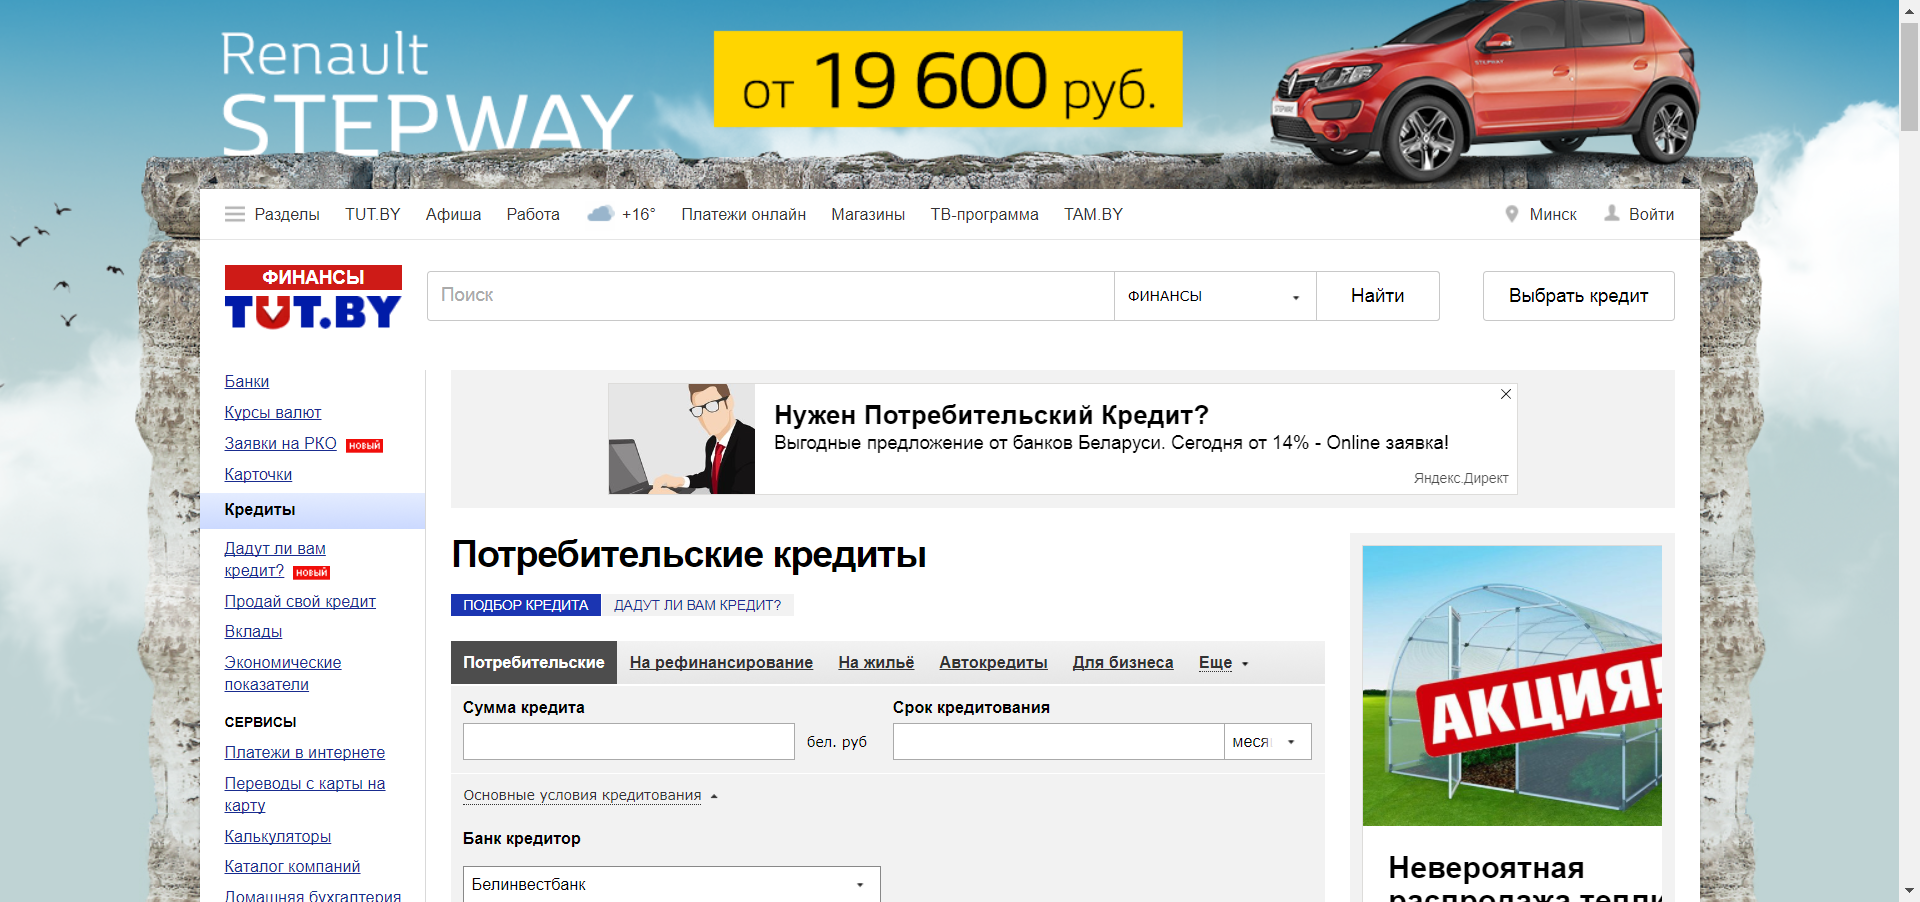 Renault
STEPWAY
от 19 600 руб.
Разделы TUT.BY Афиша Работа +16° Платежи онлайн Магазины ТВ-программа TAM.BY Минск Войти
ФИНАНСЫ
TUT.BY
Поиск ФИНАНСЫ Найти Выбрать кредит
Банки
Курсы валют
Заявки на РКО новый
Карточки
Кредиты
Дадут ли вам
кредит? новый
Продай свой кредит
Вклады
Экономические
показатели
СЕРВИСЫ
Платежи в интернете
Переводы с карты на
карту
Калькуляторы
Каталог компаний
Домашняя бухгалтерия
Нужен Потребительский Кредит?
Выгодные предложение от банков Беларуси. Сегодня от 14% - Online заявка!
Яндекс.Директ
Потребительские кредиты
ПОДБОР КРЕДИТА ДАДУТ ЛИ ВАМ КРЕДИТ?
Потребительские На рефинансирование На жильё Автокредиты Для бизнеса Еще
Сумма кредита Срок кредитования
бел. руб меся
Основные условия кредитования
Банк кредитор
Белинвестбанк
АКЦИЯ!
Невероятная
распродажа